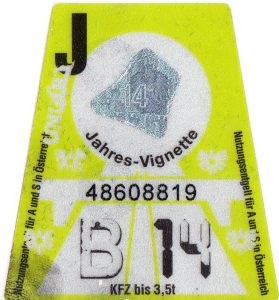 J
14
Jahres-Vignette
Nutzungsentgelt für A und S in Österreich
Nutzungsentgelt für A und S in Österreich
48608819
B 14
KFZ bis 3,5t